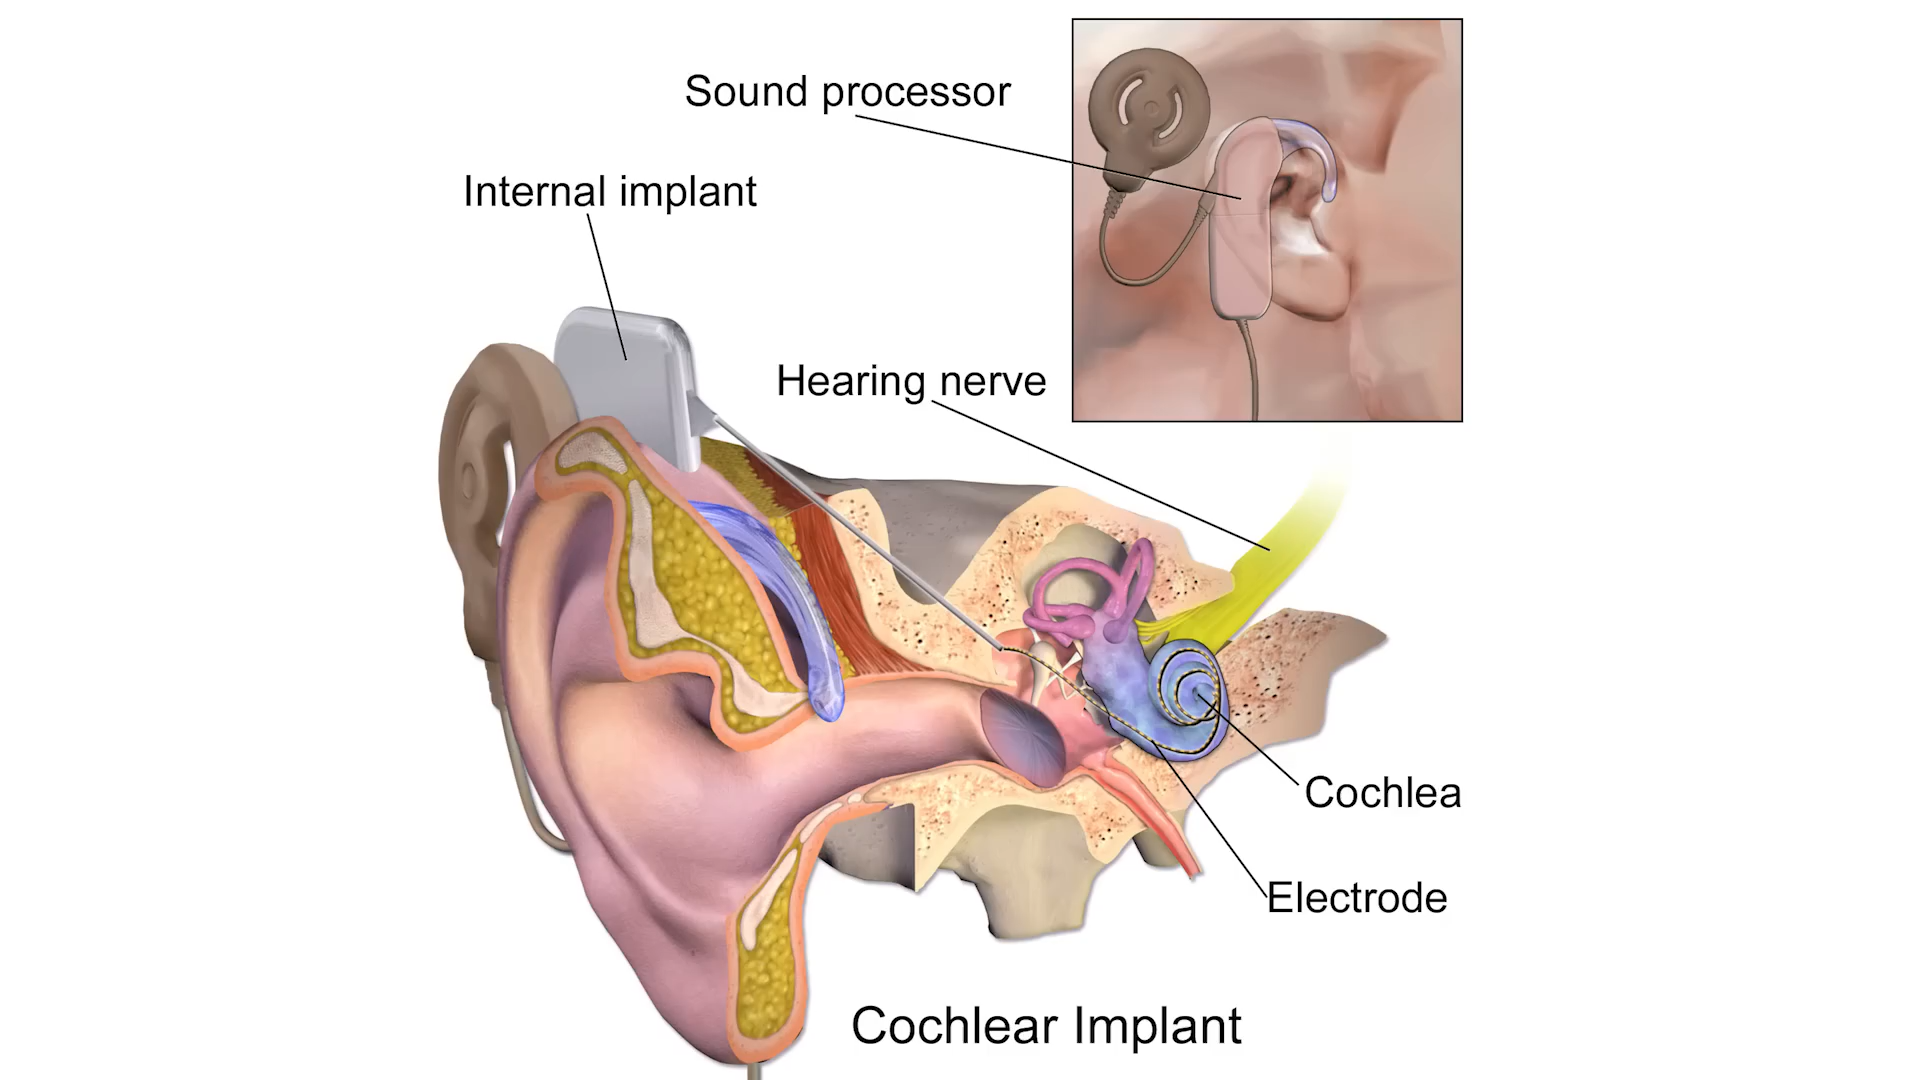 Sound processor
Internal implant
Hearing nerve
Cochlea
Electrode
Cochlear Implant